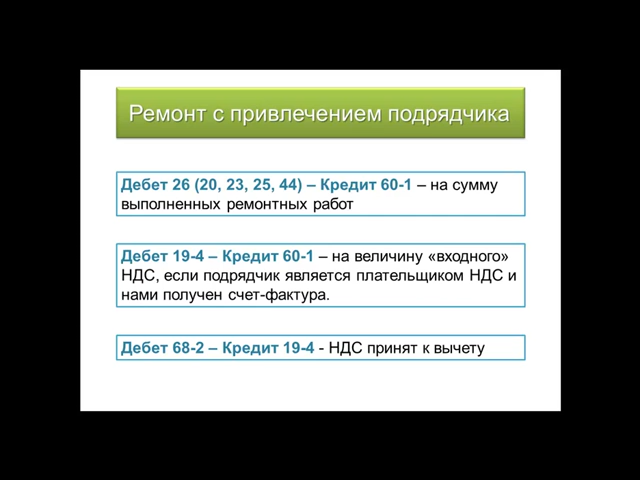 Ремонт с привлечением подрядчика
Дебет 26 (20, 23, 25, 44) – Кредит 60-1 – на сумму
выполненных ремонтных работ
Дебет 19-4 – Кредит 60-1 – на величину «входного»
НДС, если подрядчик является плательщиком НДС и
нами получен счет-фактура.
Дебет 68-2 – Кредит 19-4 - НДС принят к вычету